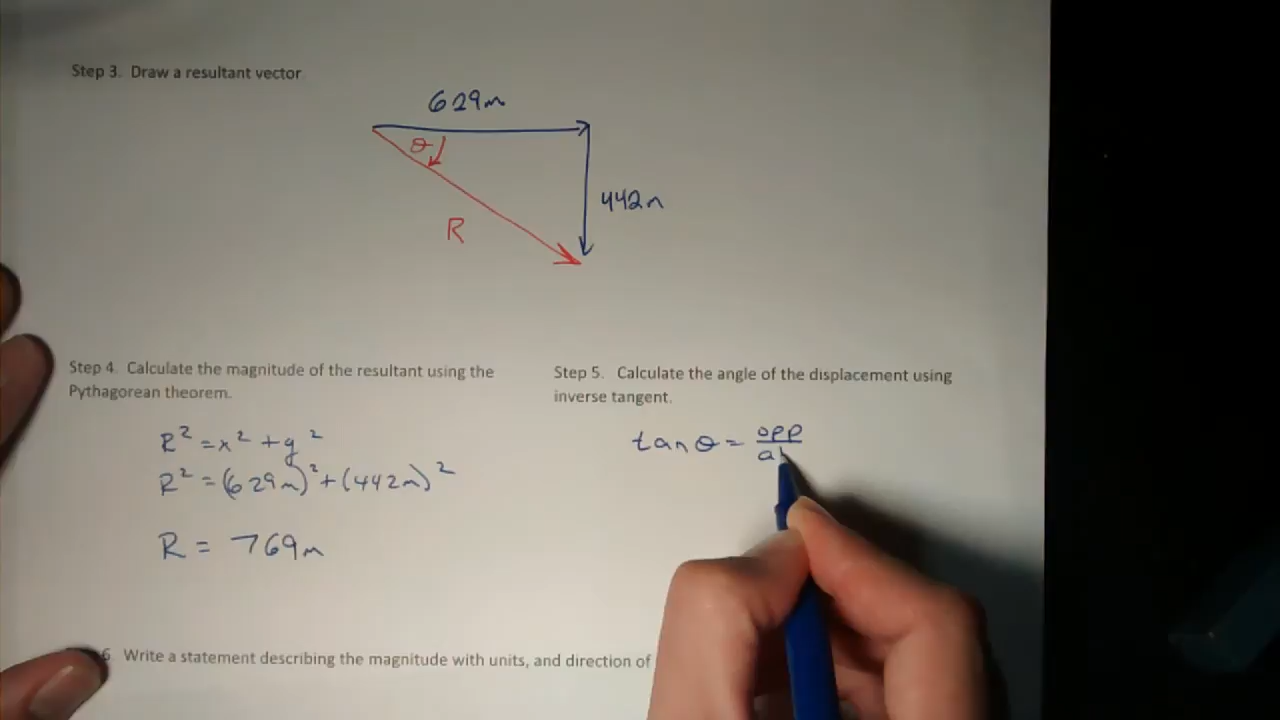 Step 3. Draw a resultant vector
629m
θ
442m
R
Step 4. Calculate the magnitude of the resultant using the
Pythagorean theorem.
R² = x² + y²
R² = (629m)² + (442m)²
R = 769m
Step 5. Calculate the angle of the displacement using
inverse tangent.
tan θ = opp
a
6. Write a statement describing the magnitude with units, and direction of